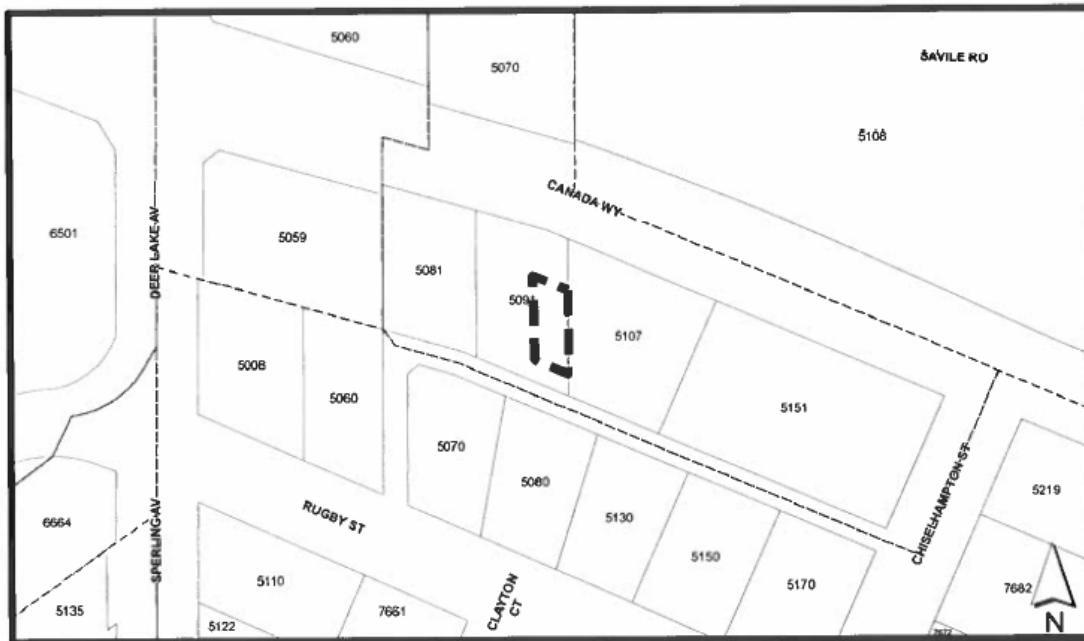 5060
5070
SAVILE RD
5108
CANADA WY
6501
DEER LAKE AV
5059
5081
5091
5107
5008
5060
5151
5070
5080
5130
5150
5170
CHISELHAMPTON ST
5219
RUGBY ST
6664
SPERLING AV
5110
7661
CLAYTON
CT
7682
5135
5122
N